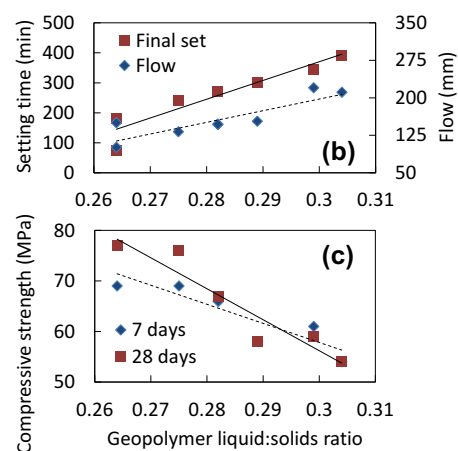 500
400
300
200
100
0
Setting time (min)
Final set
Flow
(b)
350
275
200
125
50
Flow (mm)
0.26 0.27 0.28 0.29 0.3 0.31
80
70
60
50
Compressive strength (MPa)
(c)
7 days
28 days
0.26 0.27 0.28 0.29 0.3 0.31
Geopolymer liquid:solids ratio